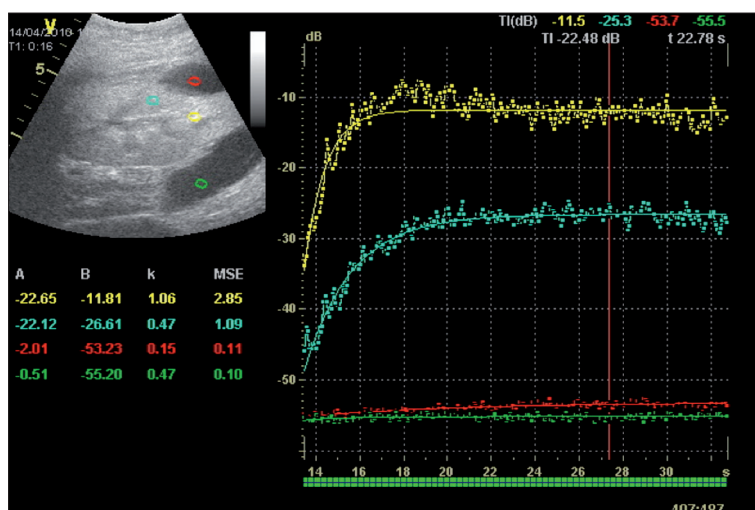 V
14/04/2010
T1: 0:16
5
TI(dB) -11.5 -25.3 -53.7 -55.5
dB TI -22.48 dB t 22.78 s
-10
-20
-30
-40
-50
14 16 18 20 22 24 26 28 30 s
A B k MSE
-22.65 -11.81 1.06 2.85
-22.12 -26.61 0.47 1.09
-2.01 -53.23 0.15 0.11
-0.51 -55.20 0.47 0.10